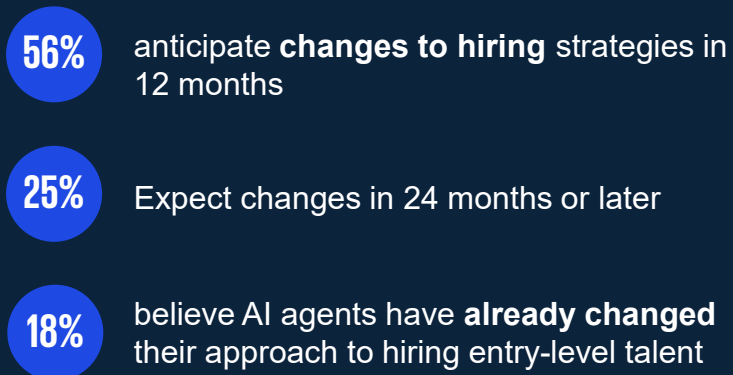 56%
anticipate changes to hiring strategies in
12 months
25%
Expect changes in 24 months or later
18%
believe AI agents have already changed
their approach to hiring entry-level talent